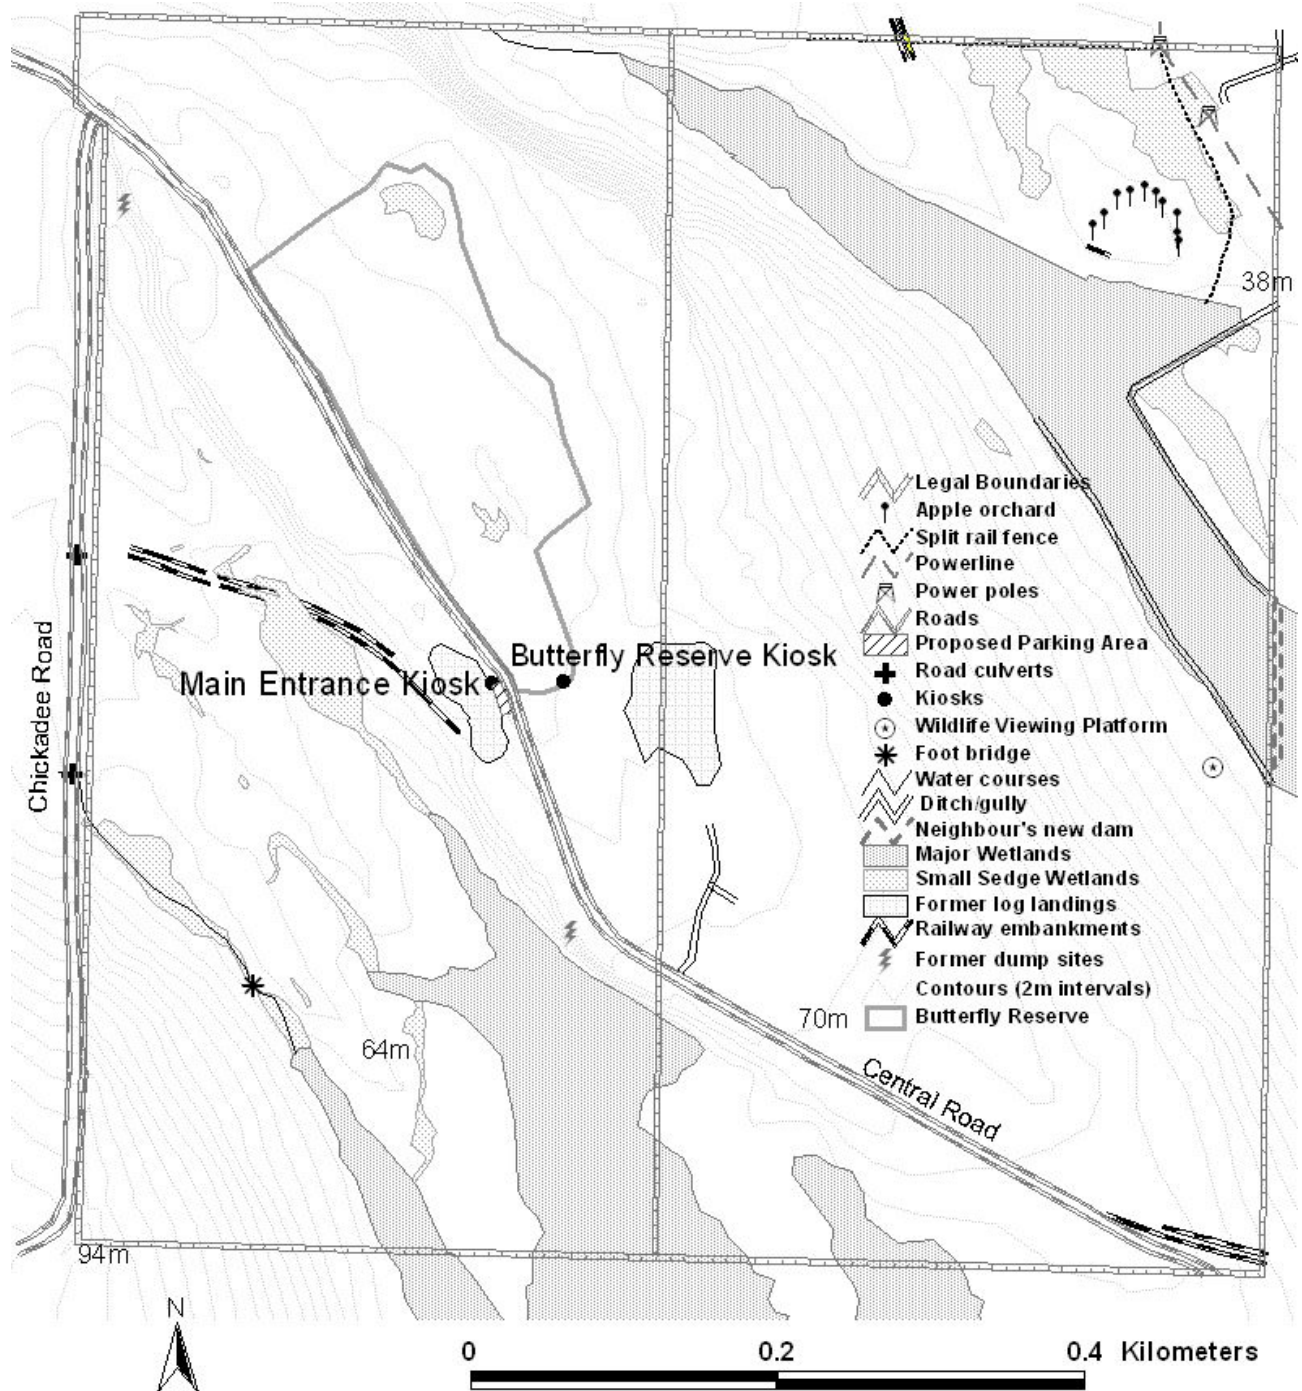 38m
Legal Boundaries
Apple orchard
Split rail fence
Powerline
Power poles
Roads
Proposed Parking Area
Road culverts
Kiosks
Wildlife Viewing Platform
Foot bridge
Water courses
Ditch/gully
Neighbour's new dam
Major Wetlands
Small Sedge Wetlands
Former log landings
Railway embankments
Former dump sites
Contours (2m intervals)
Butterfly Reserve
Butterfly Reserve Kiosk
Main Entrance Kiosk
Chickadee Road
70m
64m
Central Road
94m
N
0 0.2 0.4 Kilometers